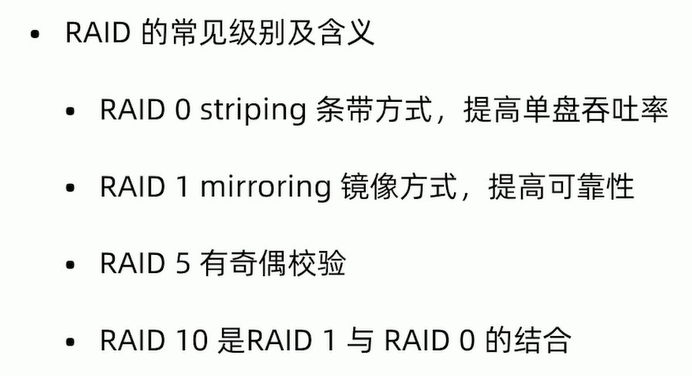 • RAID 的常见级别及含义
• RAID 0 striping 条带方式，提高单盘吞吐率
• RAID 1 mirroring 镜像方式，提高可靠性
• RAID 5 有奇偶校验
• RAID 10 是RAID 1 与 RAID 0 的结合